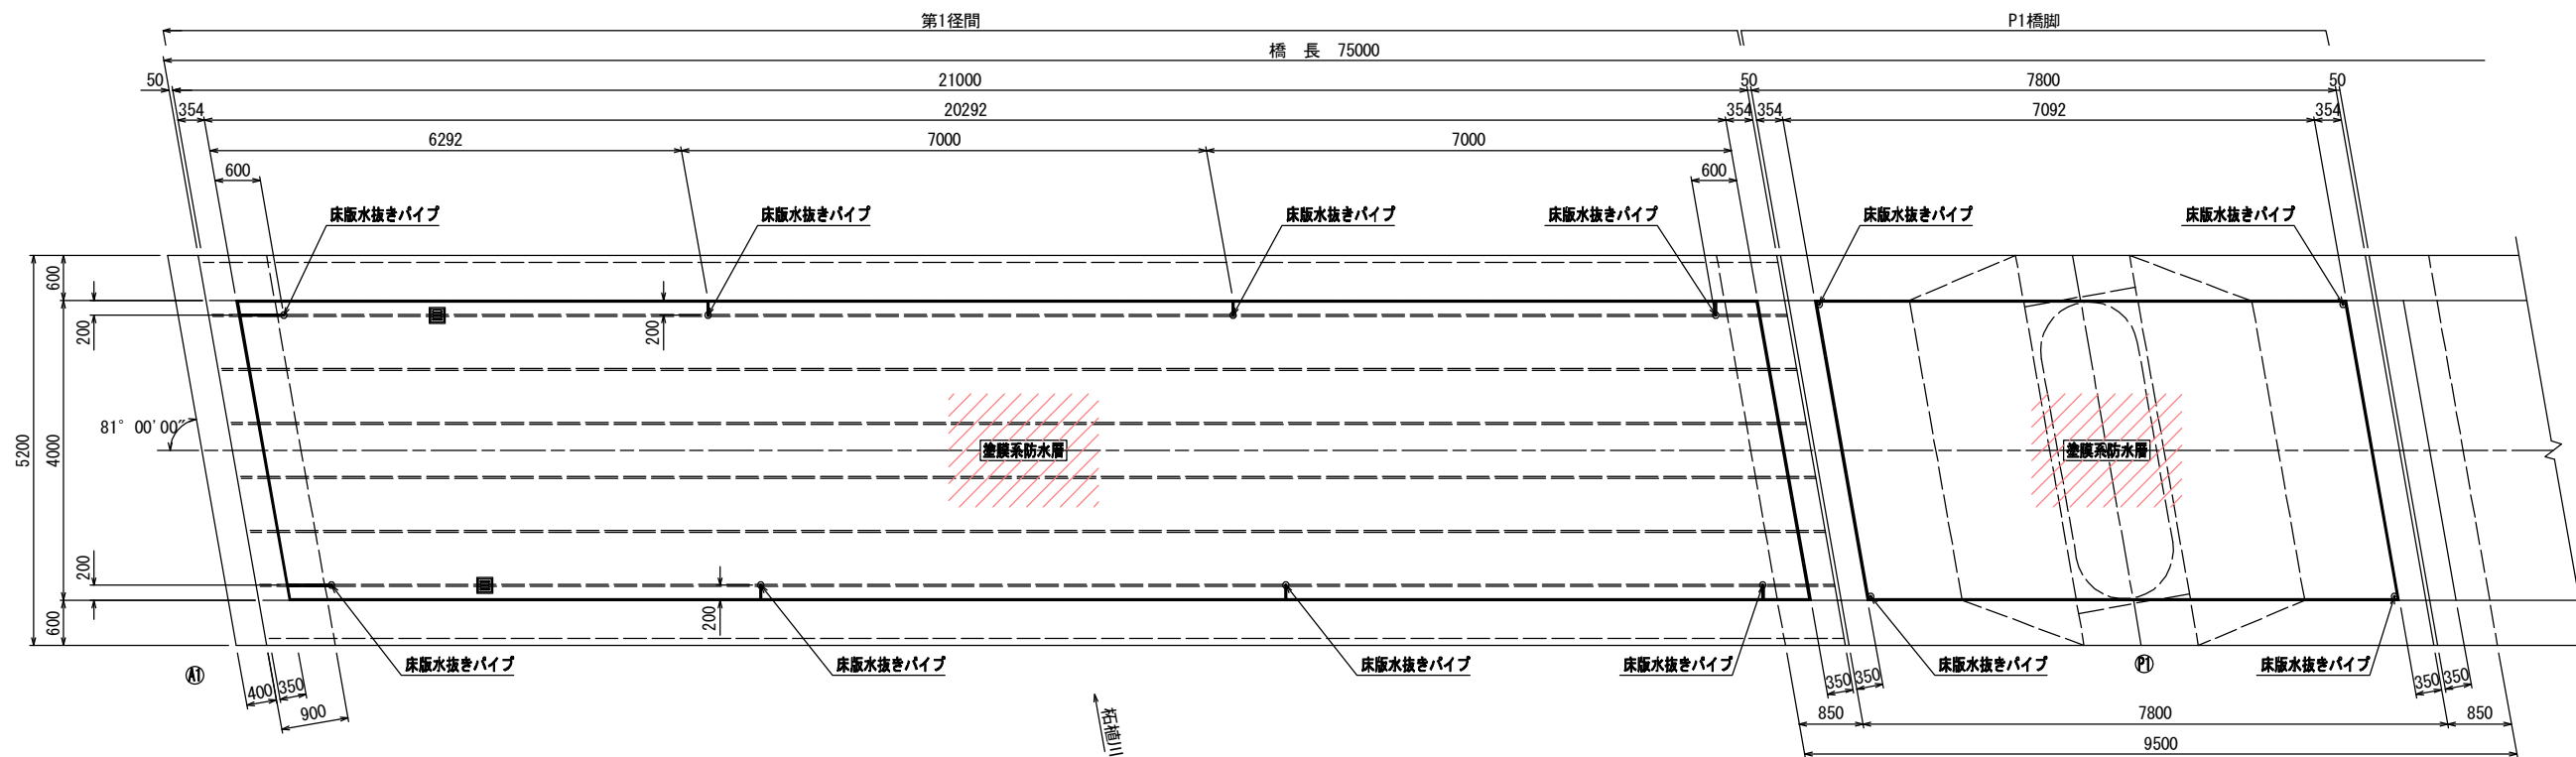 第1径間
P1橋脚
橋 長 75000
50
21000
50
7800
50
354
20292
354
354
7092
354
6292
7000
7000
600
600
床版水抜きパイプ
床版水抜きパイプ
床版水抜きパイプ
床版水抜きパイプ
床版水抜きパイプ
床版水抜きパイプ
600
200
200
5200
4000
81° 00'00"
塗膜系防水層
塗膜系防水層
200
200
600
床版水抜きパイプ
床版水抜きパイプ
床版水抜きパイプ
床版水抜きパイプ
床版水抜きパイプ
床版水抜きパイプ
A1
P1
400
350
900
350
350
350
350
柘植川
850
7800
850
9500